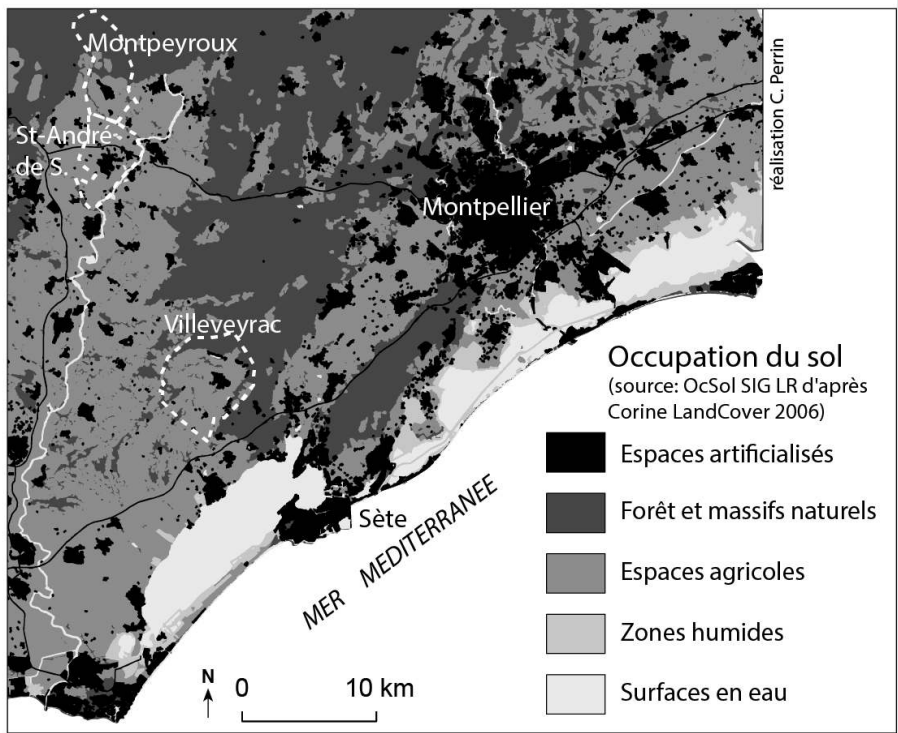 Montpeyroux
St-André
de S.
Montpellier
Villeveyrac
Sète
MER MEDITERRANEE
réalisation C. Perrin
Occupation du sol
(source: OcSol SIG LR d'après
Corine LandCover 2006)
Espaces artificialisés
Forêt et massifs naturels
Espaces agricoles
Zones humides
Surfaces en eau
N
0 10 km